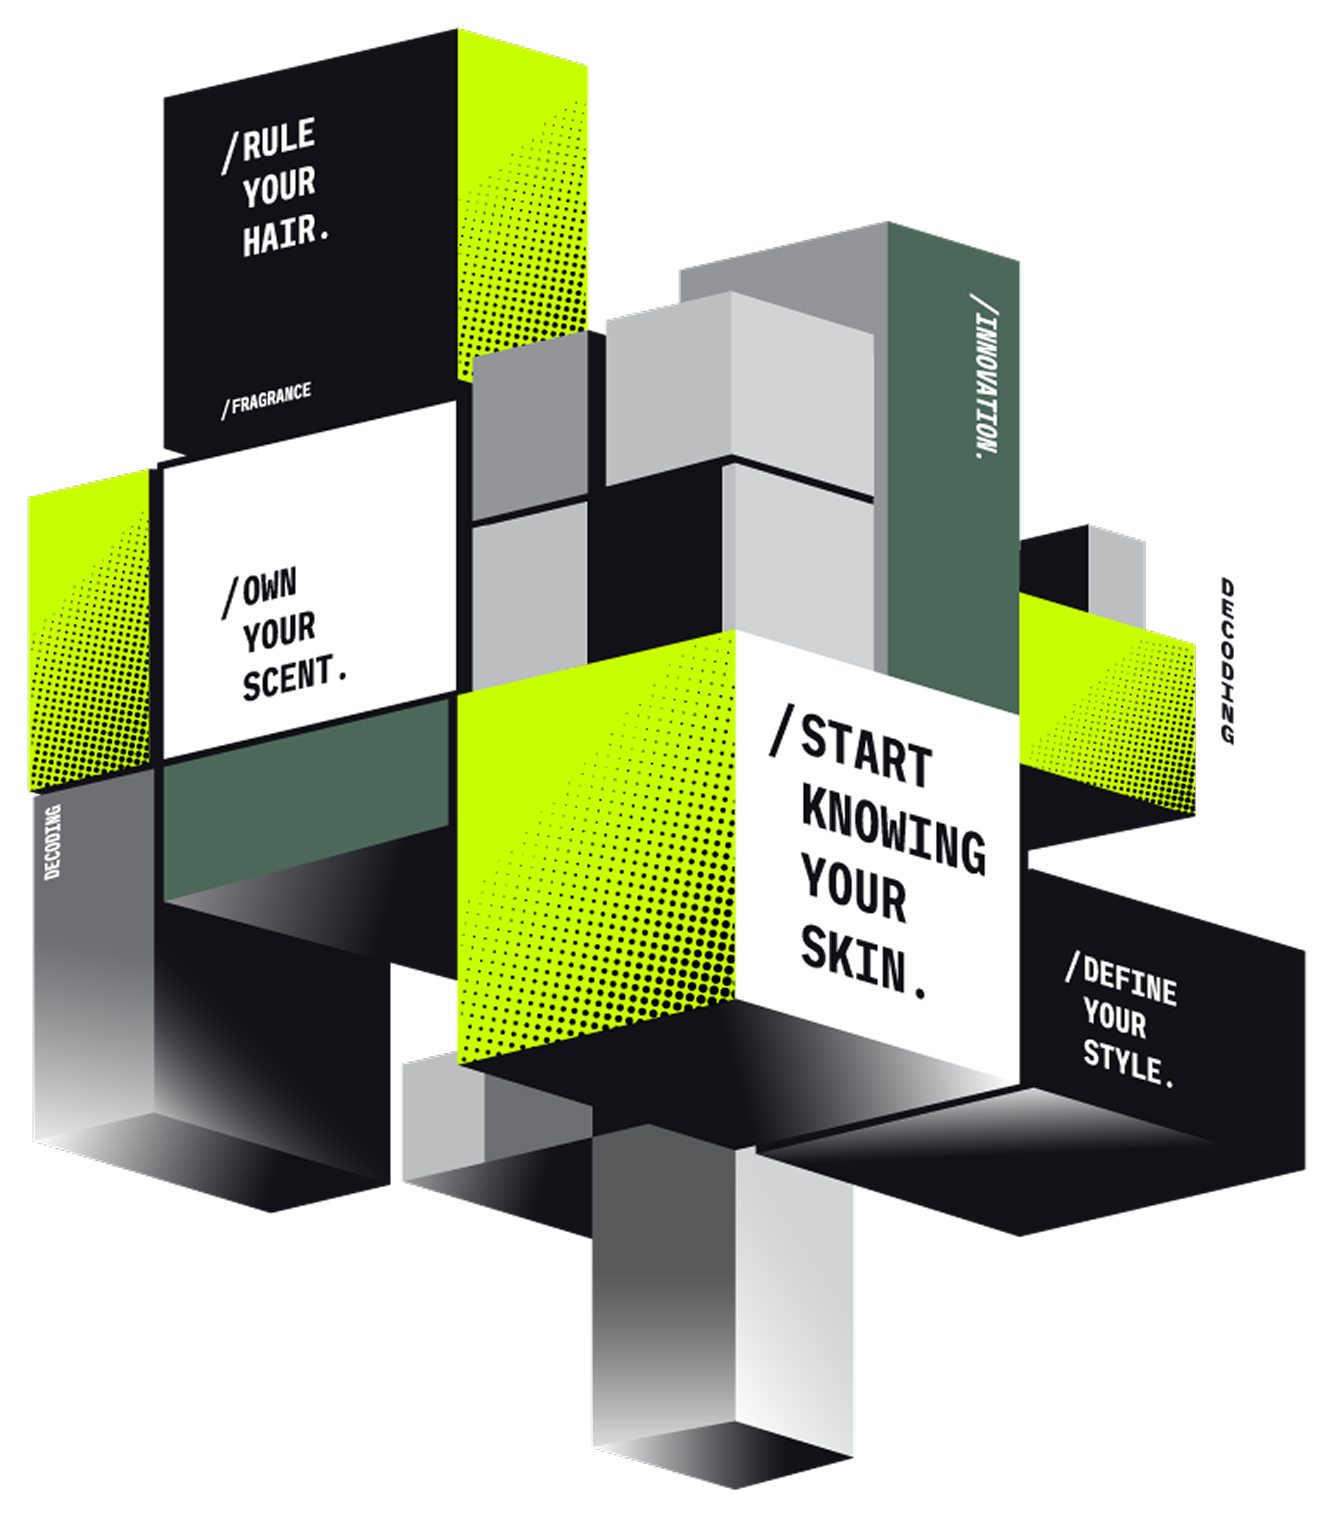 /RULE
YOUR
HAIR.
/FRAGRANCE
/INNOVATION.
/OWN
YOUR
SCENT.
DECODING
DECODING
/START
KNOWING
YOUR
SKIN.
/DEFINE
YOUR
STYLE.